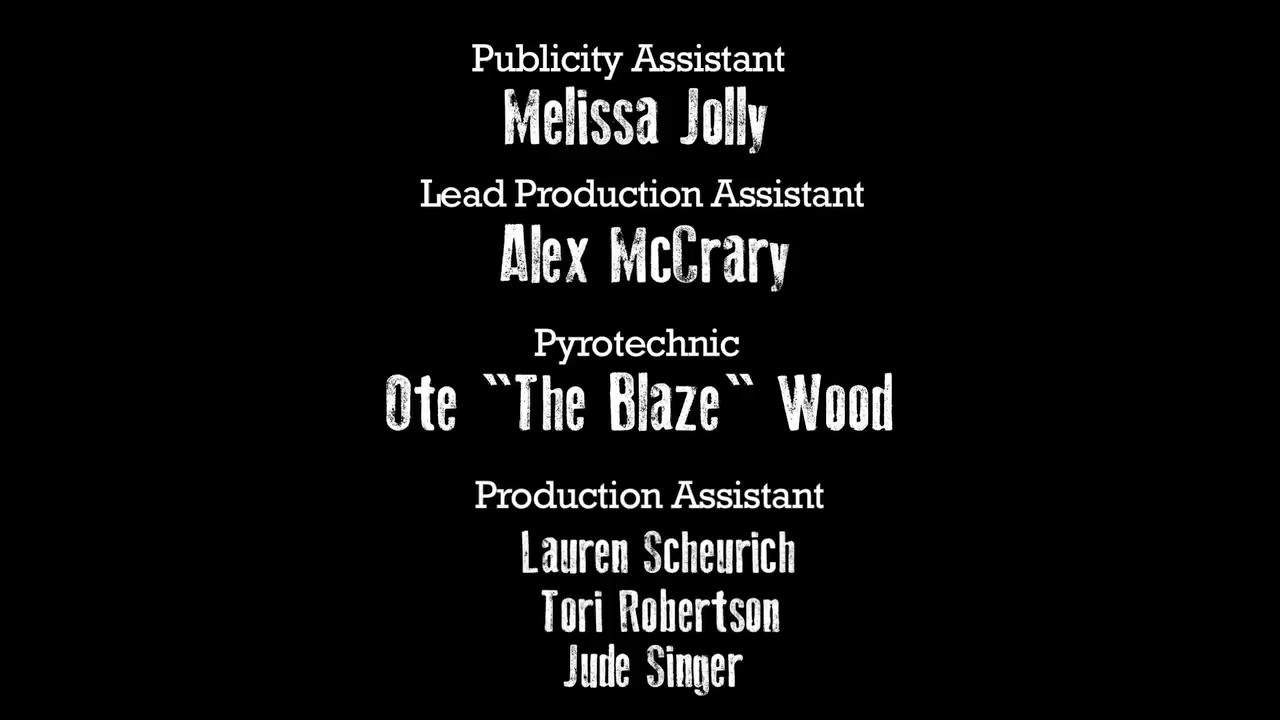 Publicity Assistant
Melissa Jolly
Lead Production Assistant
Alex McCrary
Pyrotechnic
Ote "The Blaze" Wood
Production Assistant
Lauren Scheurich
Tori Robertson
Jude Singer